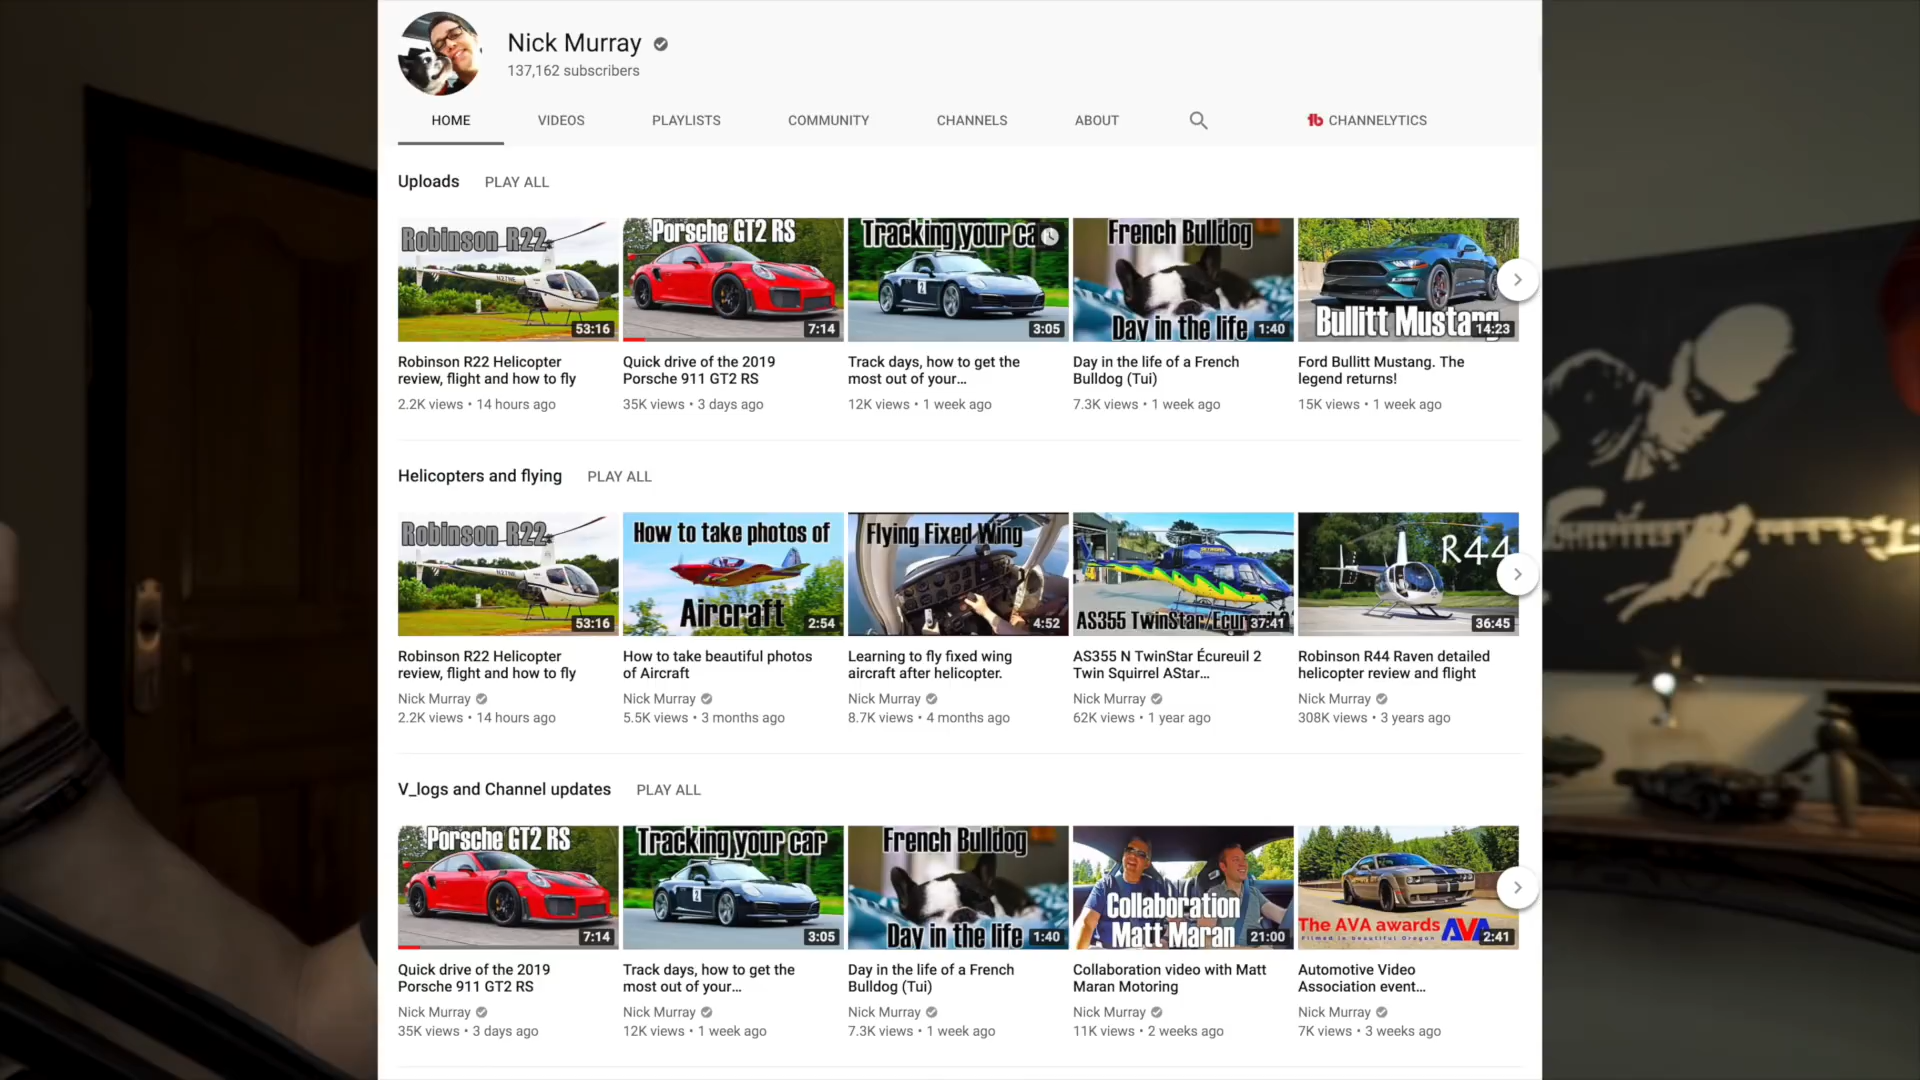 Nick Murray
137,162 subscribers
HOME VIDEOS PLAYLISTS COMMUNITY CHANNELS ABOUT CHANNELYTICS
Uploads PLAY ALL
Robinson R22
53:16
Porsche GT2 RS
7:14
Tracking your ca
3:05
French Bulldog
Day in the life
1:40
Bullitt Mustang
14:23
Robinson R22 Helicopter
review, flight and how to fly
2.2K views • 14 hours ago
Quick drive of the 2019
Porsche 911 GT2 RS
35K views • 3 days ago
Track days, how to get the
most out of your...
12K views • 1 week ago
Day in the life of a French
Bulldog (Tui)
7.3K views • 1 week ago
Ford Bullitt Mustang. The
legend returns!
15K views • 1 week ago
Helicopters and flying PLAY ALL
Robinson R22
53:16
How to take photos of
Aircraft
2:54
Flying Fixed Wing
4:52
AS355 TwinStar/Ecur
37:41
R44
36:45
Robinson R22 Helicopter
review, flight and how to fly
Nick Murray
2.2K views • 14 hours ago
How to take beautiful photos
of Aircraft
Nick Murray
5.5K views • 3 months ago
Learning to fly fixed wing
aircraft after helicopter.
Nick Murray
8.7K views • 4 months ago
AS355 N TwinStar Écureuil 2
Twin Squirrel AStar...
Nick Murray
62K views • 1 year ago
Robinson R44 Raven detailed
helicopter review and flight
Nick Murray
308K views • 3 years ago
V_logs and Channel updates PLAY ALL
Porsche GT2 RS
7:14
Tracking your car
3:05
French Bulldog
Day in the life
1:40
Collaboration
Matt Maran
21:00
The AVA awards AVA
Filmed in beautiful Oregon
2:41
Quick drive of the 2019
Porsche 911 GT2 RS
Nick Murray
35K views • 3 days ago
Track days, how to get the
most out of your...
Nick Murray
12K views • 1 week ago
Day in the life of a French
Bulldog (Tui)
Nick Murray
7.3K views • 1 week ago
Collaboration video with Matt
Maran Motoring
Nick Murray
11K views • 2 weeks ago
Automotive Video
Association event...
Nick Murray
7K views • 3 weeks ago